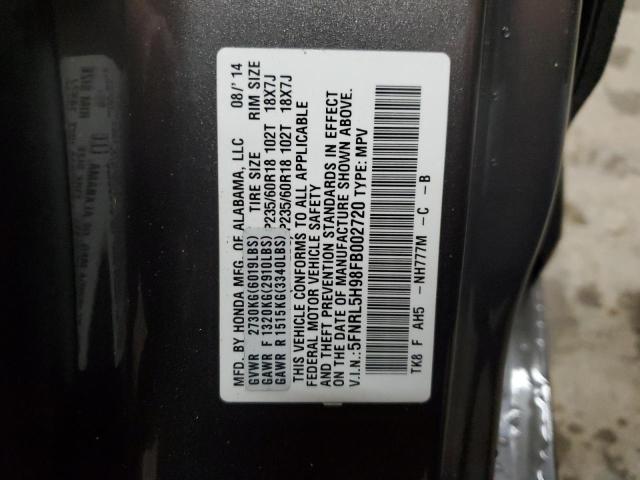 MFD. BY HONDA MFG. OF ALABAMA, LLC 08/'14
GVWR 2730KG(6019LBS) TIRE SIZE RIM SIZE
GAWR F 1320KG(2910LBS) P235/60R18 102T 18X7J
GAWR R 1515KG(3340LBS) P235/60R18 102T 18X7J
THIS VEHICLE CONFORMS TO ALL APPLICABLE
FEDERAL MOTOR VEHICLE SAFETY
AND THEFT PREVENTION STANDARDS IN EFFECT
ON THE DATE OF MANUFACTURE SHOWN ABOVE.
V.I.N.: 5FNRL5H98FB002720 TYPE: MPV
TK8 F AH5 -NH777M -C -B